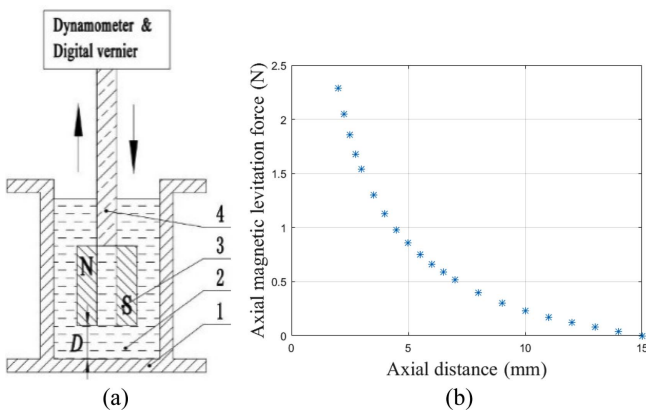 Dynamometer &
Digital vernier
4
3
2
1
N
S
D
(a)
Axial magnetic levitation force (N)
2.5
2
1.5
1
0.5
0
0
5
10
15
Axial distance (mm)
(b)